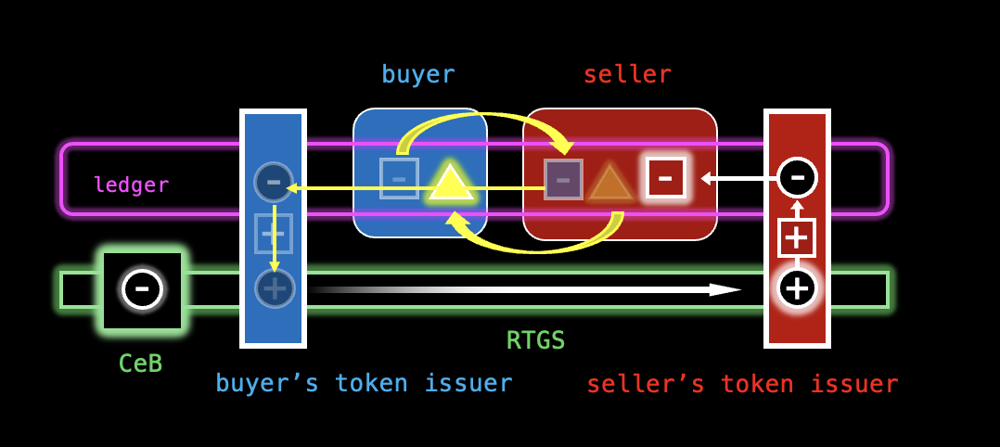 buyer
seller
ledger
-
-
-
-
-
+
+
-
+
+
CeB
RTGS
buyer’s token issuer
seller’s token issuer